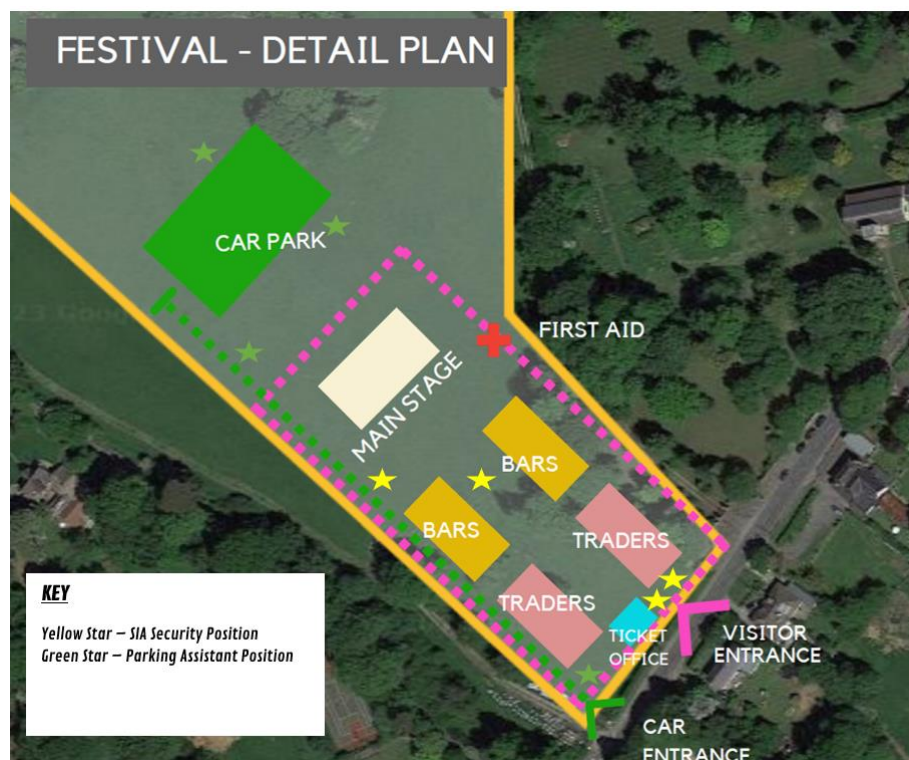 FESTIVAL - DETAIL PLAN
CAR PARK
FIRST AID
MAIN STAGE
BARS
BARS
TRADERS
TRADERS
TICKET
OFFICE
VISITOR
ENTRANCE
CAR
ENTRANCE
KEY
Yellow Star – SIA Security Position
Green Star – Parking Assistant Position